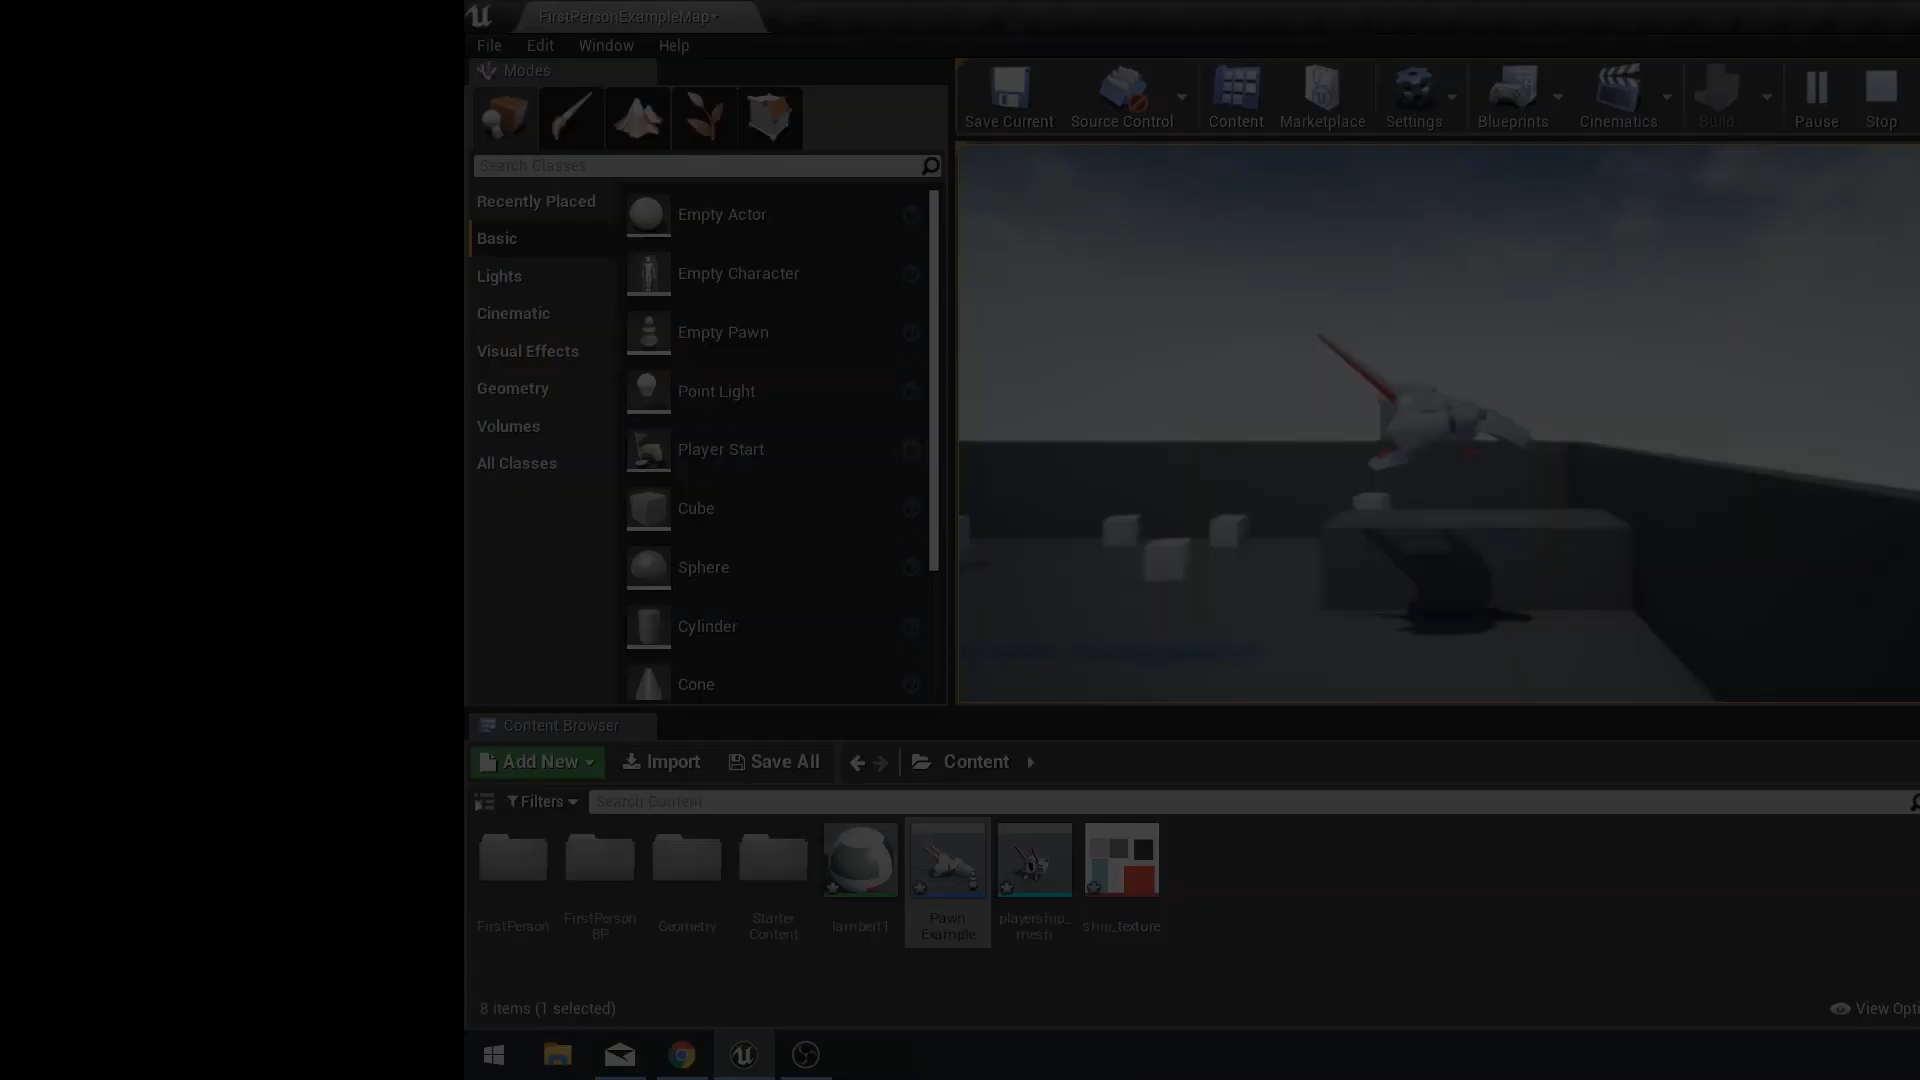 FirstPersonExampleMap*
File Edit Window Help
Modes
Save Current Source Control Content Marketplace Settings Blueprints Cinematics Build Pause Stop
Search Classes
Recently Placed
Basic
Lights
Cinematic
Visual Effects
Geometry
Volumes
All Classes
Empty Actor
Empty Character
Empty Pawn
Point Light
Player Start
Cube
Sphere
Cylinder
Cone
Content Browser
Add New Import Save All Content
Filters Search Content
FirstPerson
FirstPerson
BP
Geometry
Starter
Content
lambert1
Pawn
Example
playership_
mesh
ship_texture
8 items (1 selected)
View Opti